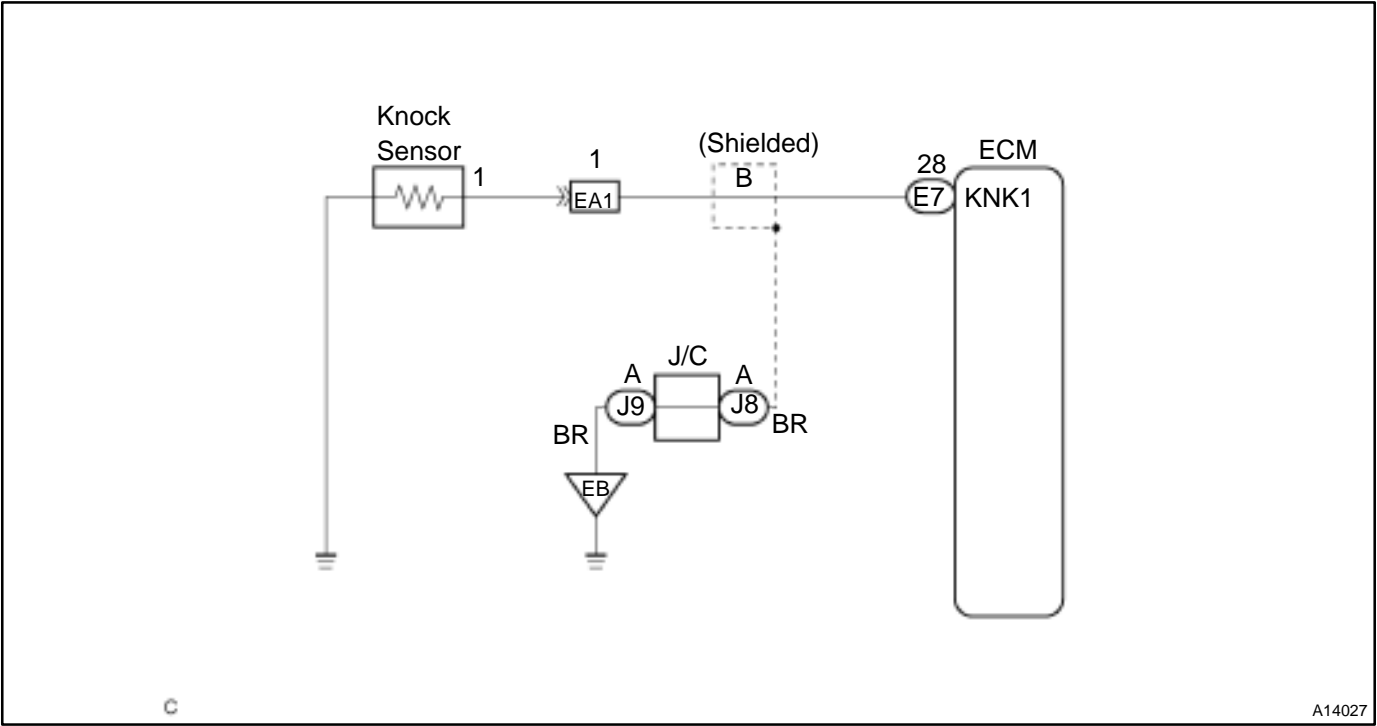 Knock
Sensor
1
1
EA1
(Shielded)
B
28
E7
ECM
KNK1
J/C
A
J9
A
J8
BR
BR
EB
C
A14027